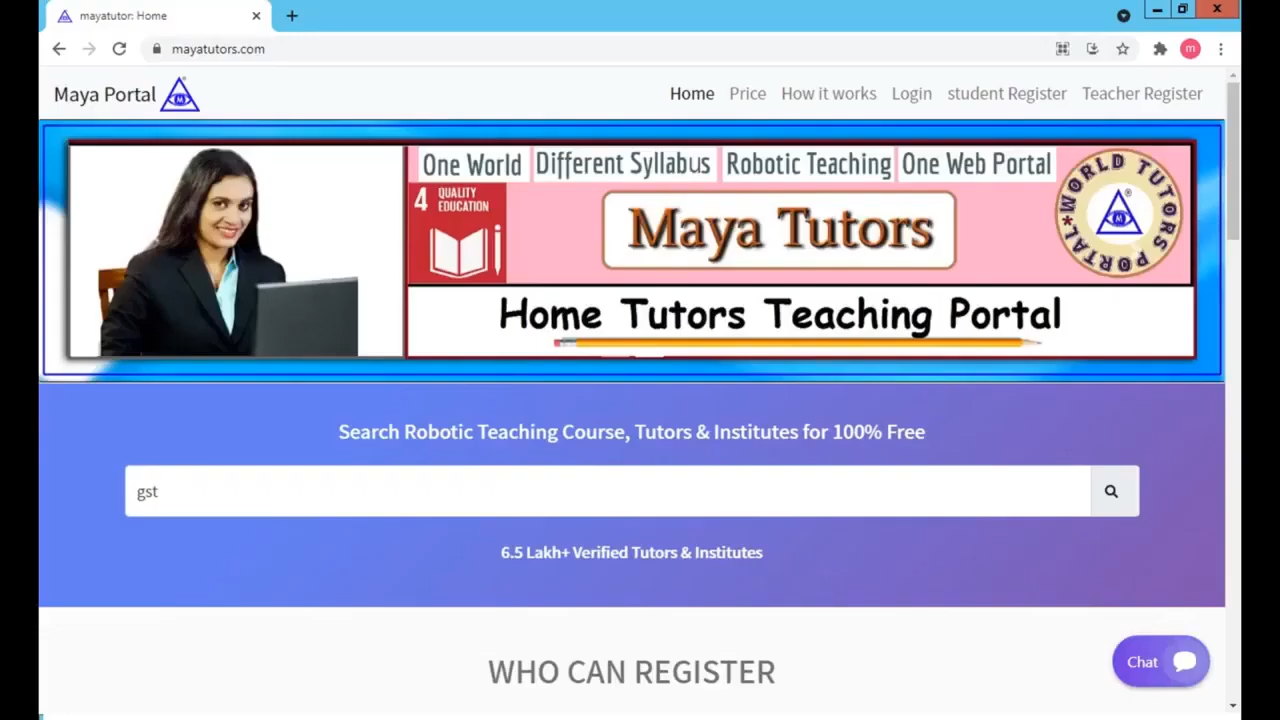 mayatutor: Home
mayatutors.com
m
Maya Portal
M
Home Price How it works Login student Register Teacher Register
One World Different Syllabus Robotic Teaching One Web Portal
4 QUALITY EDUCATION
Maya Tutors
WORLD TUTORS PORTAL
M
Home Tutors Teaching Portal
Search Robotic Teaching Course, Tutors & Institutes for 100% Free
gst
6.5 Lakh+ Verified Tutors & Institutes
WHO CAN REGISTER
Chat